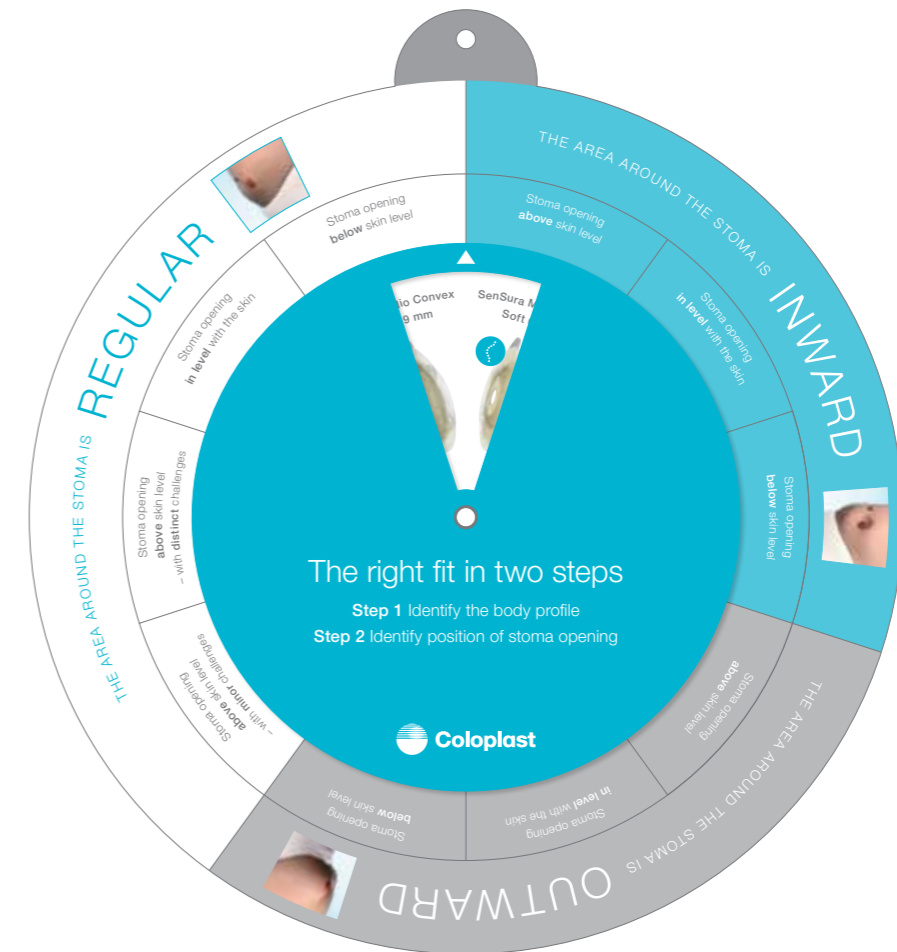 THE AREA AROUND THE STOMA IS REGULAR
Stoma opening
above skin level
– with minor challenges
Stoma opening
above skin level
– with distinct challenges
Stoma opening
in level with the skin
Stoma opening
below skin level
THE AREA AROUND THE STOMA IS INWARD
Stoma opening
above skin level
Stoma opening
in level with the skin
Stoma opening
below skin level
THE AREA AROUND THE STOMA IS OUTWARD
Stoma opening
above skin level
Stoma opening
in level with the skin
Stoma opening
below skin level
Convex
9 mm
SenSura
Soft
The right fit in two steps
Step 1 Identify the body profile
Step 2 Identify position of stoma opening
Coloplast